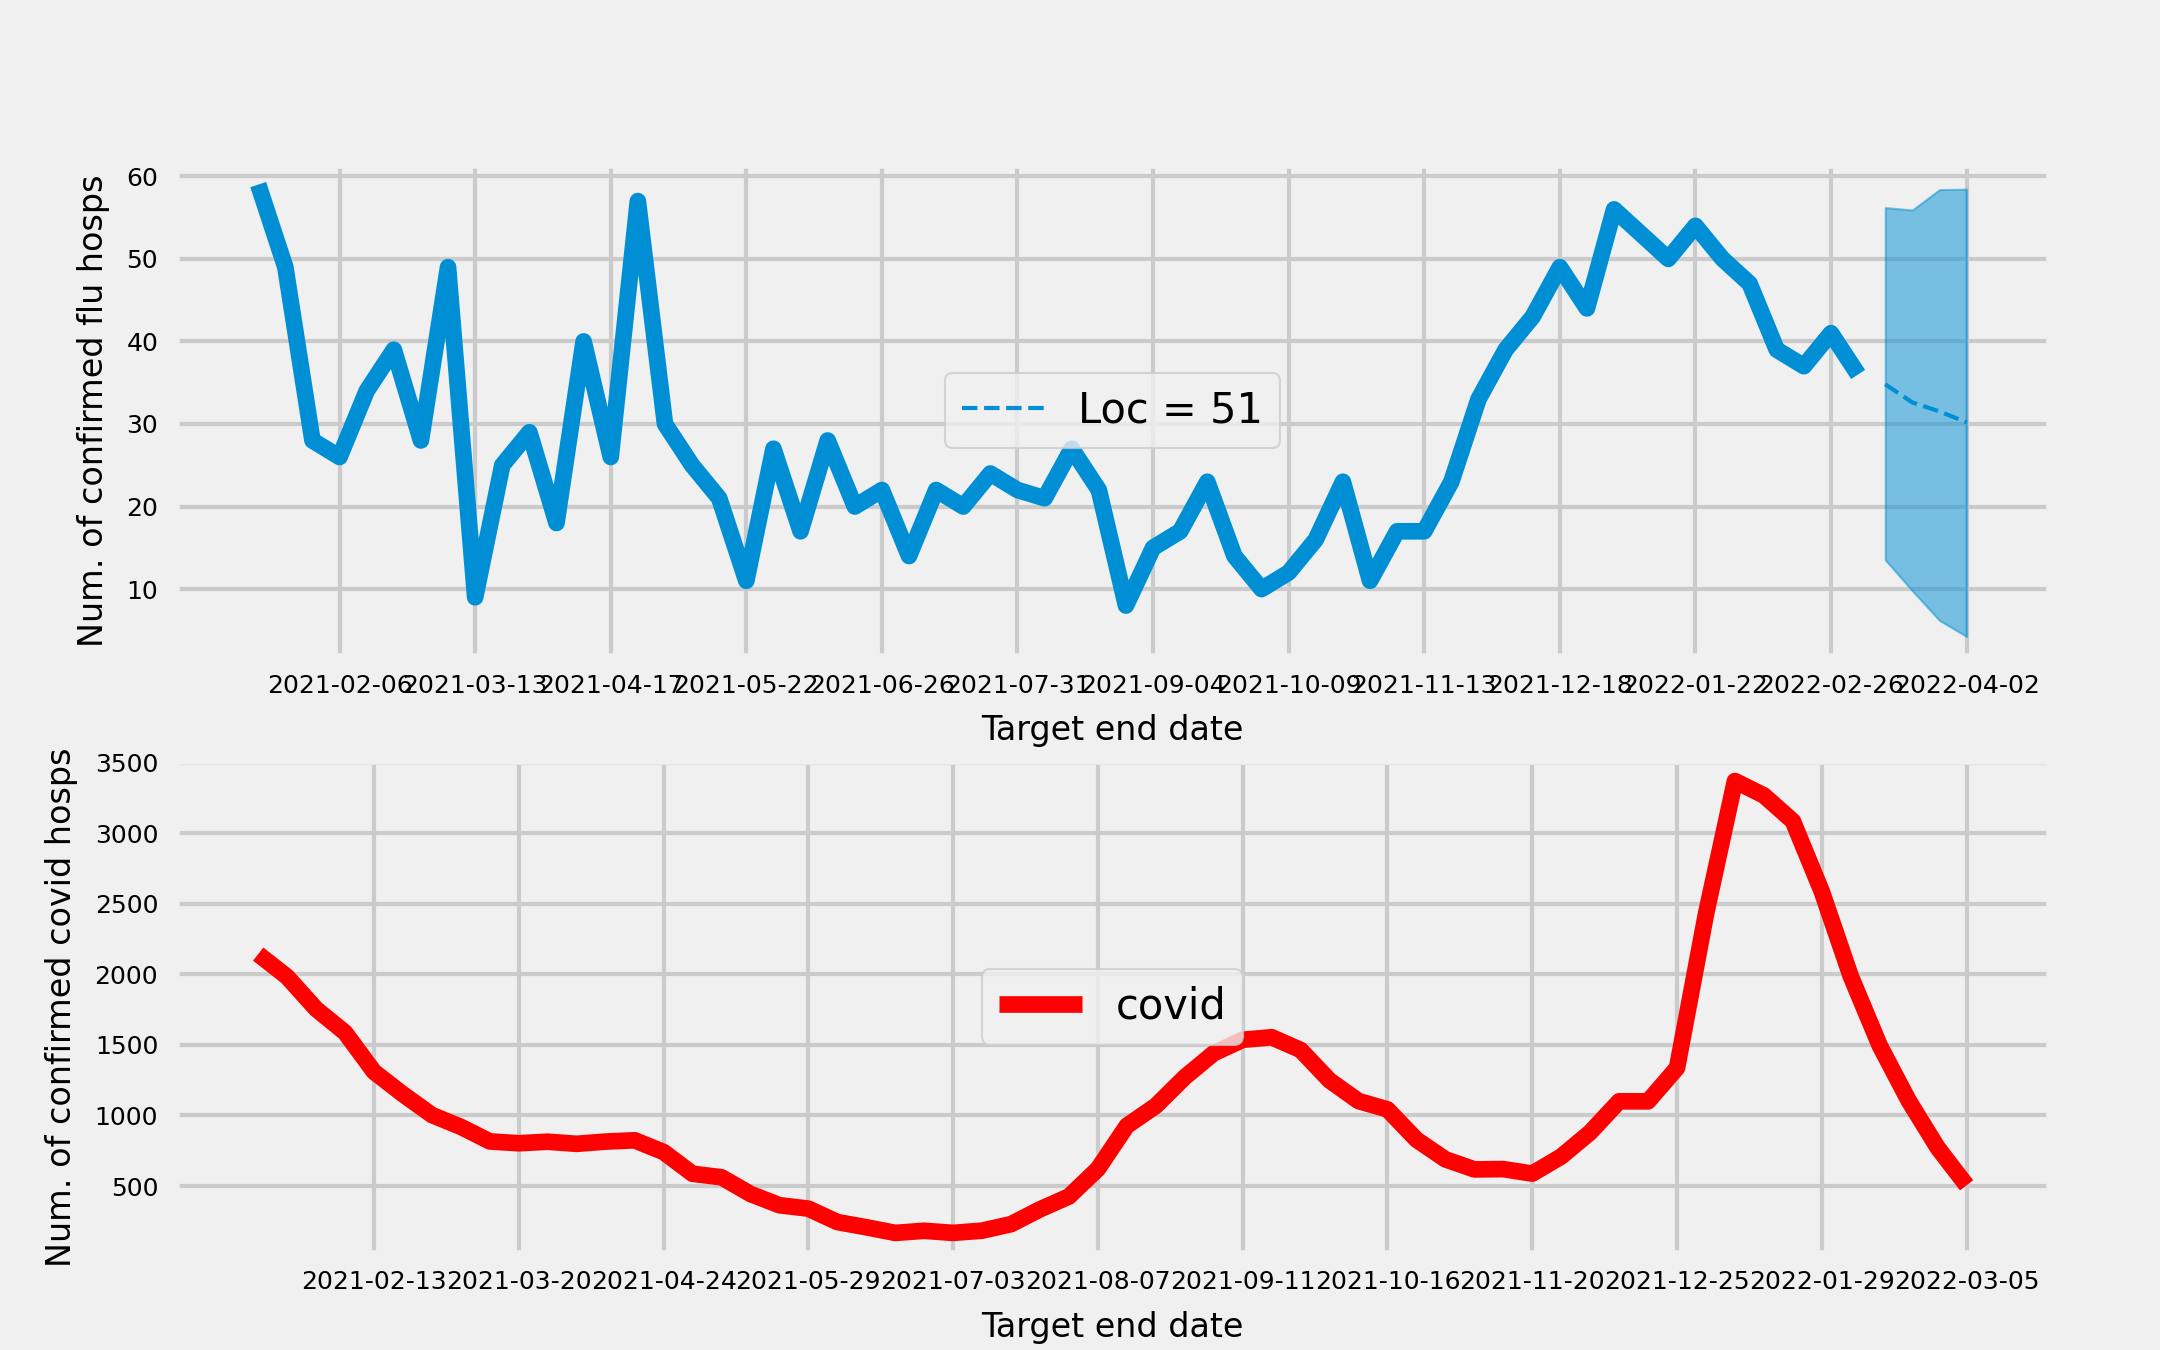 Num. of confirmed flu hosps
60
50
40
30
20
10
Loc = 51
2021-02-06 2021-03-13 2021-04-17 2021-05-22 2021-06-26 2021-07-31 2021-09-04 2021-10-09 2021-11-13 2021-12-18 2022-01-22 2022-02-26 2022-04-02
Target end date
Num. of confirmed covid hosps
3500
3000
2500
2000
1500
1000
500
covid
2021-02-13 2021-03-20 2021-04-24 2021-05-29 2021-07-03 2021-08-07 2021-09-11 2021-10-16 2021-11-20 2021-12-25 2022-01-29 2022-03-05
Target end date